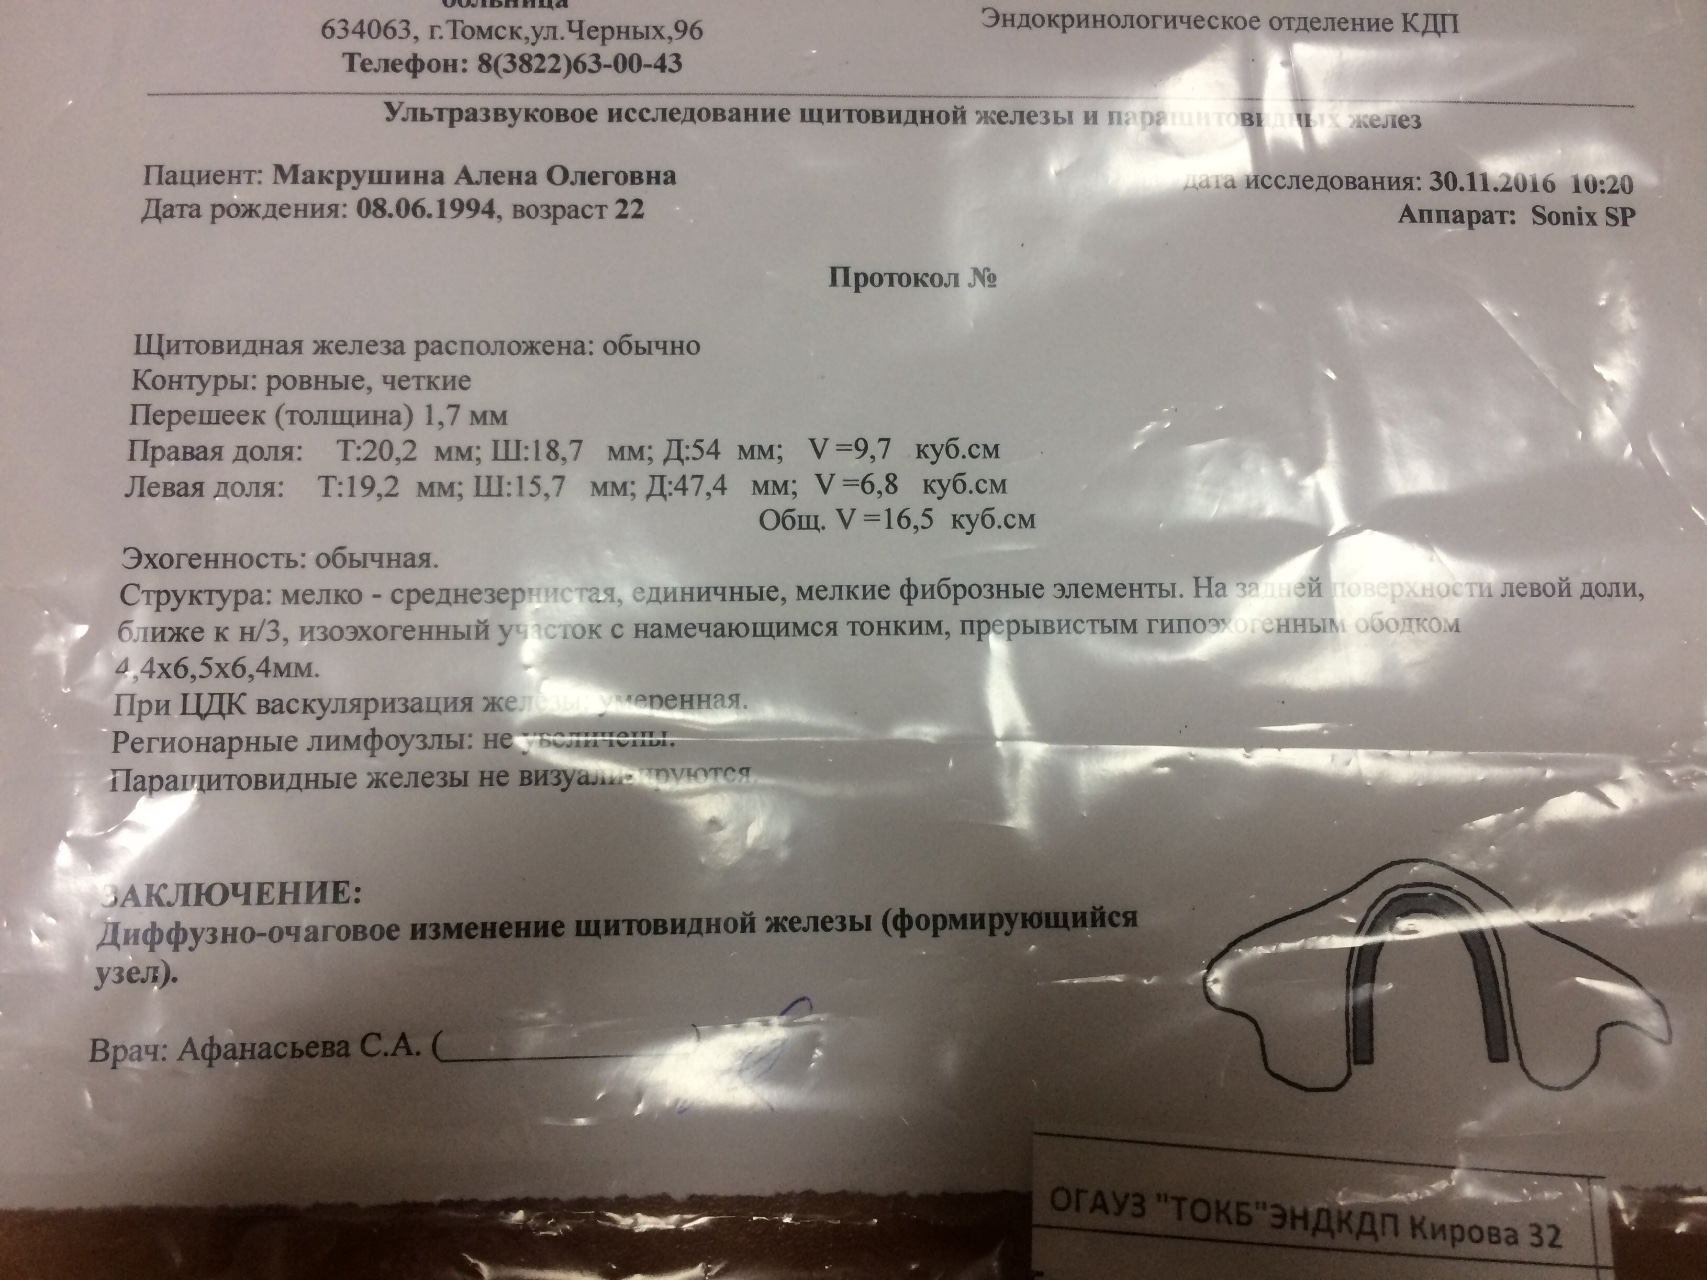 больница
634063, г.Томск,ул.Черных,96
Телефон: 8(3822)63-00-43
Эндокринологическое отделение КДП
Ультразвуковое исследование щитовидной железы и паращитовидных желез
Пациент: Макрушина Алена Олеговна
Дата рождения: 08.06.1994, возраст 22
дата исследования: 30.11.2016 10:20
Аппарат: Sonix SP
Протокол №
Щитовидная железа расположена: обычно
Контуры: ровные, четкие
Перешеек (толщина) 1,7 мм
Правая доля: Т:20,2 мм; Ш:18,7 мм; Д:54 мм; V =9,7 куб.см
Левая доля: Т:19,2 мм; Ш:15,7 мм; Д:47,4 мм; V =6,8 куб.см
Общ. V =16,5 куб.см
Эхогенность: обычная.
Структура: мелко - среднезернистая, единичные, мелкие фиброзные элементы. На задней поверхности левой доли,
ближе к н/3, изоэхогенный участок с намечающимся тонким, прерывистым гипоэхогенным ободком
4,4х6,5х6,4мм.
При ЦДК васкуляризация железы: умеренная.
Регионарные лимфоузлы: не увеличены.
Паращитовидные железы не визуализируются.
ЗАКЛЮЧЕНИЕ:
Диффузно-очаговое изменение щитовидной железы (формирующийся
узел).
Врач: Афанасьева С.А. (____________)
ОГАУЗ "ТОКБ"ЭНДКДП Кирова 32